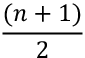 (n + 1)
2